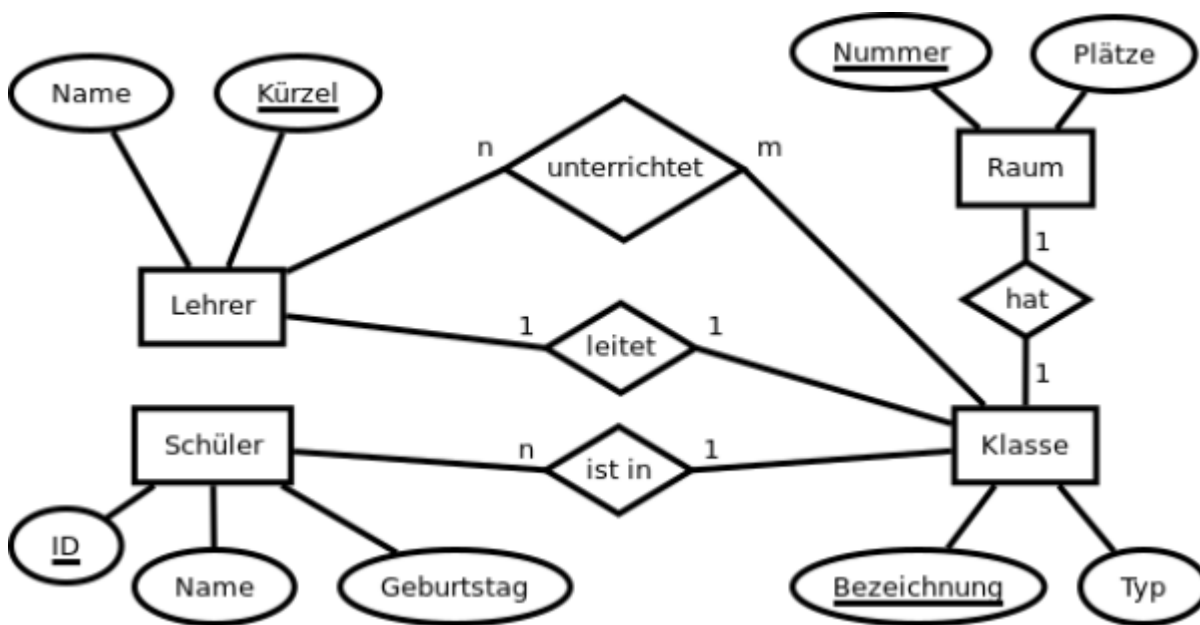 Nummer
Plätze
Name
Kürzel
n
unterrichtet
m
Raum
1
hat
1
Lehrer
1
leitet
1
Schüler
n
ist in
1
Klasse
ID
Name
Geburtstag
Bezeichnung
Typ